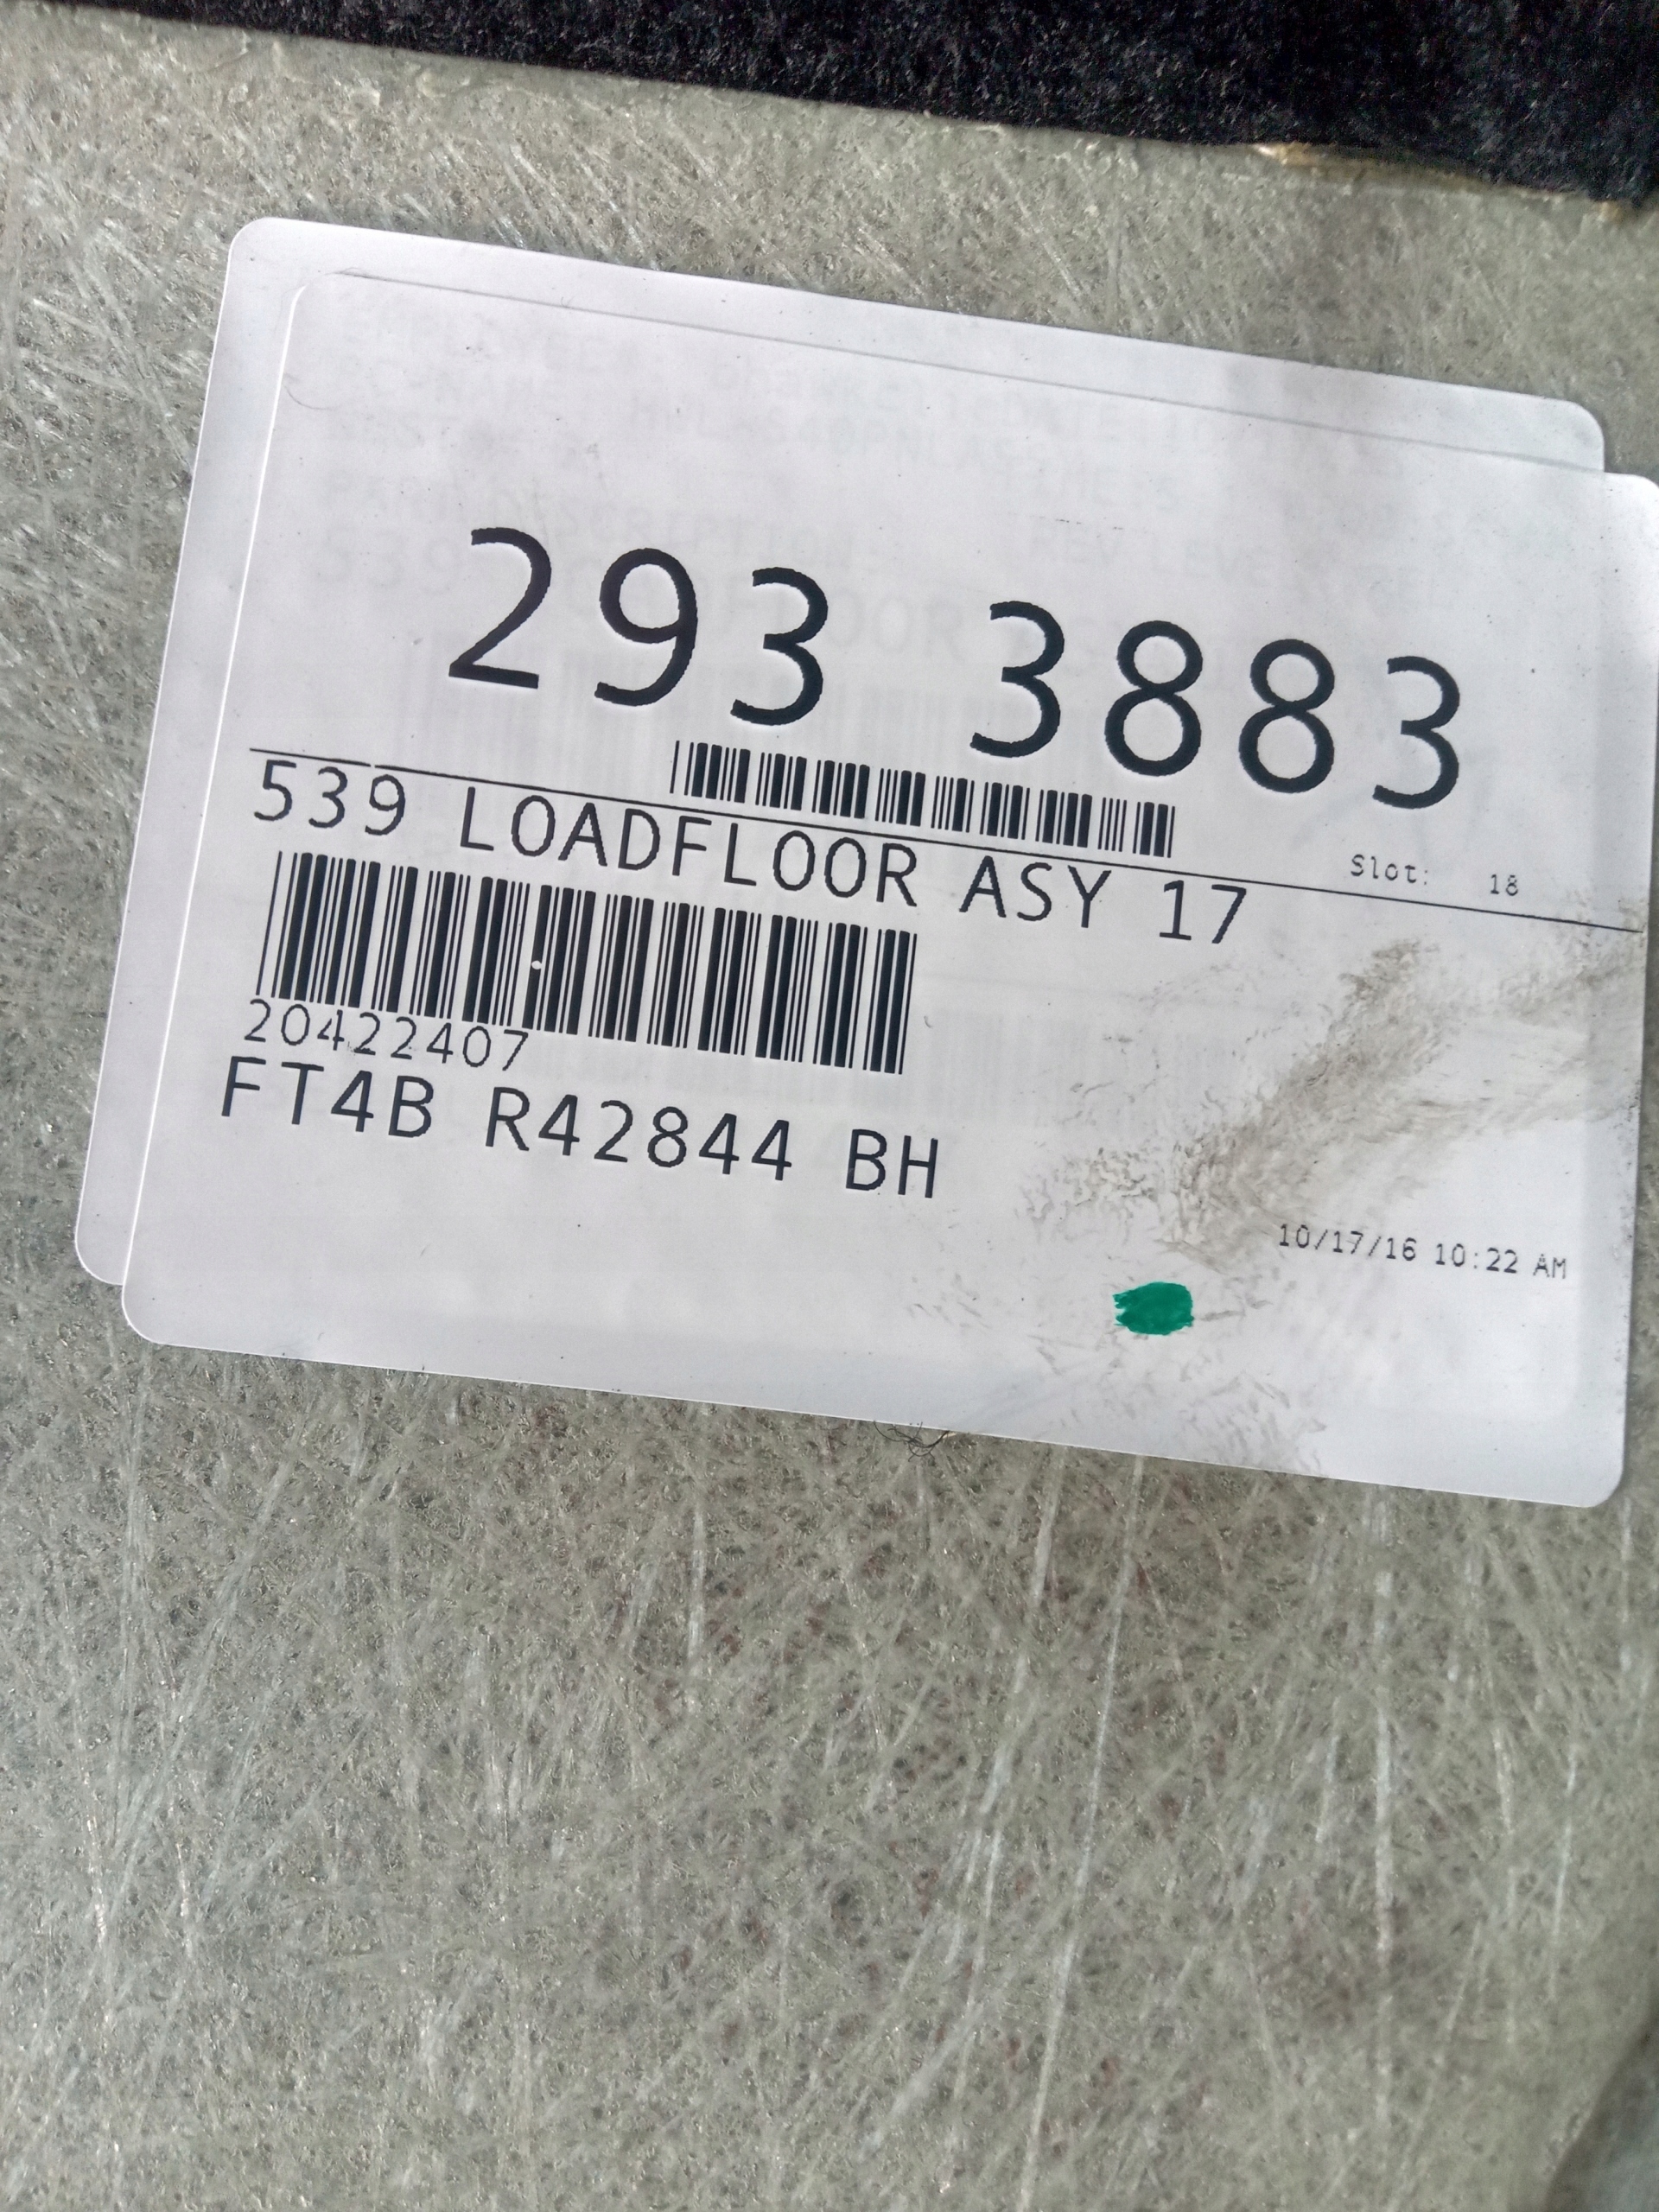 293 3883
Slot: 18
539 LOADFLOOR ASY 17
20422407
FT4B R42844 BH
10/17/16 10:22 AM